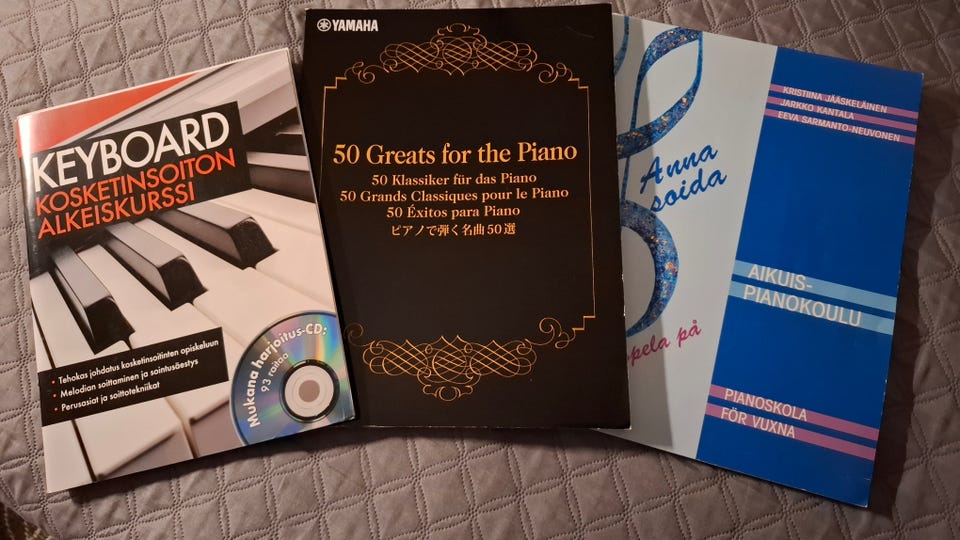 KEYBOARD
KOSKETINSOITON
ALKEISKURSSI
• Tehokas johdatus kosketinsoitinten opiskeluun
• Melodian soittaminen ja sointusäestys
• Perusasiat ja soittotekniikat
Mukana harjoitus-CD:
93 raitaa
YAMAHA
50 Greats for the Piano
50 Klassiker für das Piano
50 Grands Classiques pour le Piano
50 Éxitos para Piano
ピアノで弾く名曲50選
KRISTIINA JÄÄSKELÄINEN
JARKKO KANTALA
EEVA SARMANTO-NEUVONEN
Anna
soida
AIKUIS-
PIANOKOULU
pela på
PIANOSKOLA
FÖR VUXNA